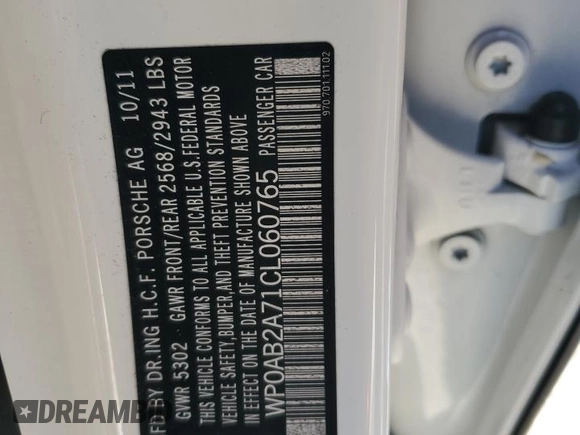 FD BY DR.ING H.C.F. PORSCHE AG 10/11
GVWR 5302 GAWR FRONT/REAR 2568/2943 LBS
THIS VEHICLE CONFORMS TO ALL APPLICABLE U.S.FEDERAL MOTOR
VEHICLE SAFETY,BUMPER,AND THEFT PREVENTION STANDARDS
IN EFFECT ON THE DATE OF MANUFACTURE SHOWN ABOVE
WP0AB2A71CL060765 PASSENGER CAR
970.701.111.02
DREAMBID